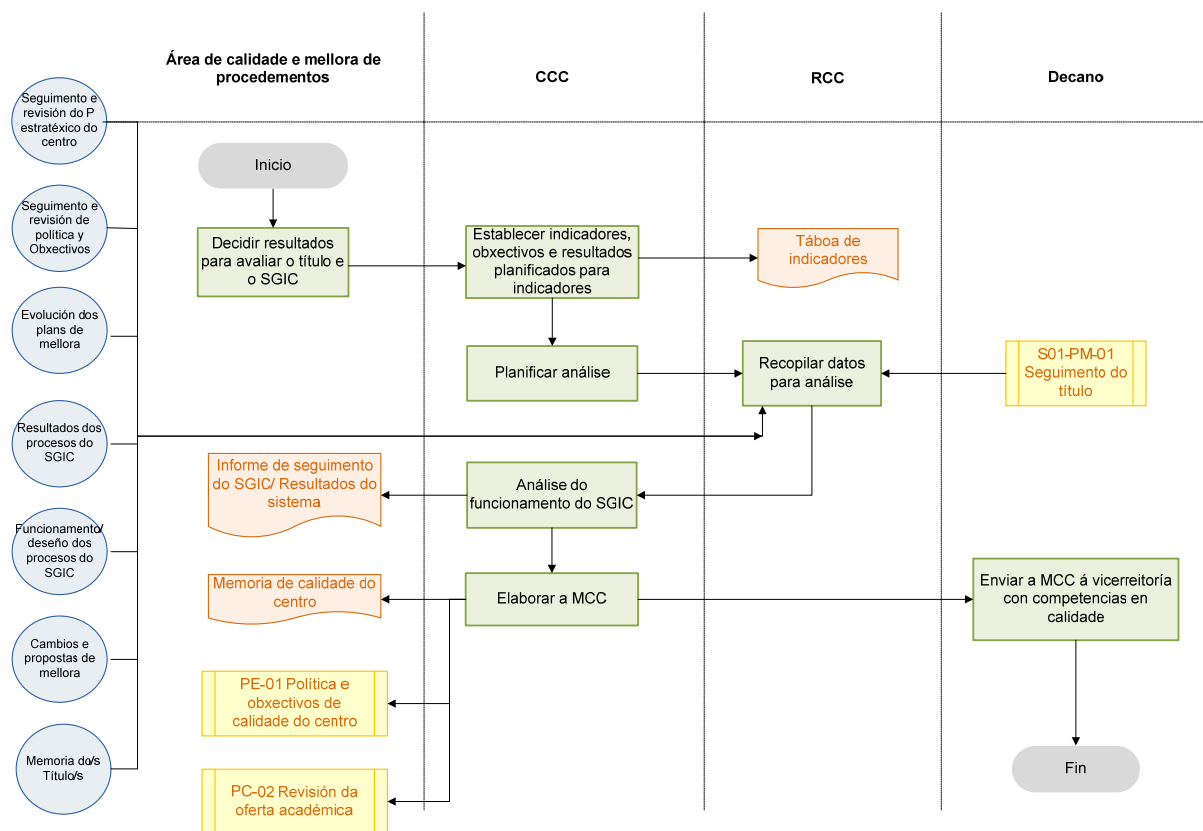 Área de calidade e mellora de
procedementos
CCC
RCC
Decano
Seguimento e
revisión do P
estratéxico do
centro
Inicio
Seguimento e
revisión de
política y
Obxectivos
Decidir resultados
para avaliar o título e
o SGIC
Establecer indicadores,
obxectivos e resultados
planificados para
indicadores
Táboa de
indicadores
Evolución dos
plans de
mellora
Planificar análise
Recopilar datos
para análise
S01-PM-01
Seguimento do
título
Resultados dos
procesos do
SGIC
Informe de seguimento
do SGIC/ Resultados do
sistema
Análise do
funcionamento do SGIC
Funcionamento/
deseño dos
procesos do
SGIC
Memoria de calidade do
centro
Elaborar a MCC
Enviar a MCC á vicerreitoría
con competencias en
calidade
Cambios e
propostas de
mellora
PE-01 Política e
obxectivos de
calidade do centro
Memoria do/s
Título/s
PC-02 Revisión da
oferta académica
Fin